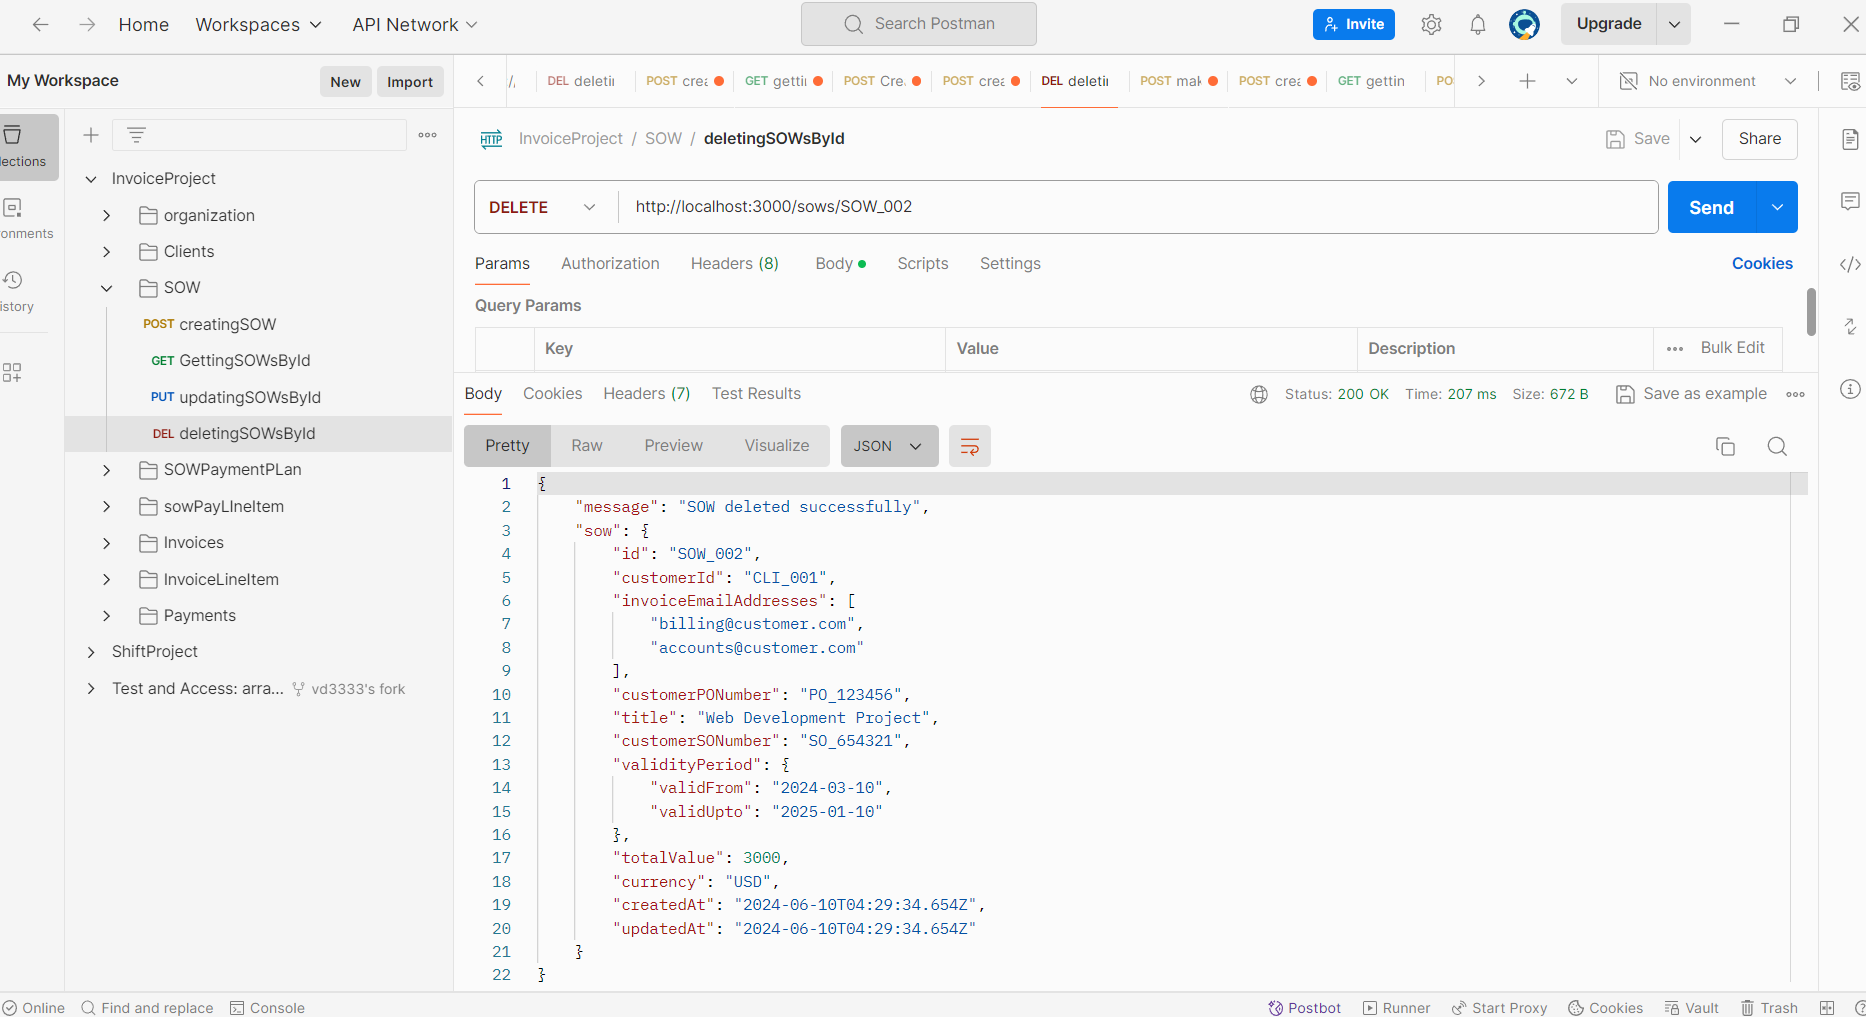 Home Workspaces API Network Search Postman Invite Upgrade
My Workspace New Import
DEL deletin POST crea GET gettin POST Cre POST crea DEL deletin POST mak POST crea GET gettin PO No environment
lections
onments
istory
InvoiceProject
organization
Clients
SOW
POST creatingSOW
GET GettingSOWsById
PUT updatingSOWsById
DEL deletingSOWsById
SOWPaymentPLan
sowPayLIneItem
Invoices
InvoiceLineItem
Payments
ShiftProject
Test and Access: arra... vd3333's fork
HTTP InvoiceProject / SOW / deletingSOWsById Save Share
DELETE http://localhost:3000/sows/SOW_002 Send
Params Authorization Headers (8) Body Scripts Settings Cookies
Query Params
Key Value Description Bulk Edit
Body Cookies Headers (7) Test Results Status: 200 OK Time: 207 ms Size: 672 B Save as example
Pretty Raw Preview Visualize JSON
1 {
2 "message": "SOW deleted successfully",
3 "sow": {
4 "id": "SOW_002",
5 "customerId": "CLI_001",
6 "invoiceEmailAddresses": [
7 "billing@customer.com",
8 "accounts@customer.com"
9 ],
10 "customerPONumber": "PO_123456",
11 "title": "Web Development Project",
12 "customerSONumber": "SO_654321",
13 "validityPeriod": {
14 "validFrom": "2024-03-10",
15 "validUpto": "2025-01-10"
16 },
17 "totalValue": 3000,
18 "currency": "USD",
19 "createdAt": "2024-06-10T04:29:34.654Z",
20 "updatedAt": "2024-06-10T04:29:34.654Z"
21 }
22 }
Online Find and replace Console Postbot Runner Start Proxy Cookies Vault Trash